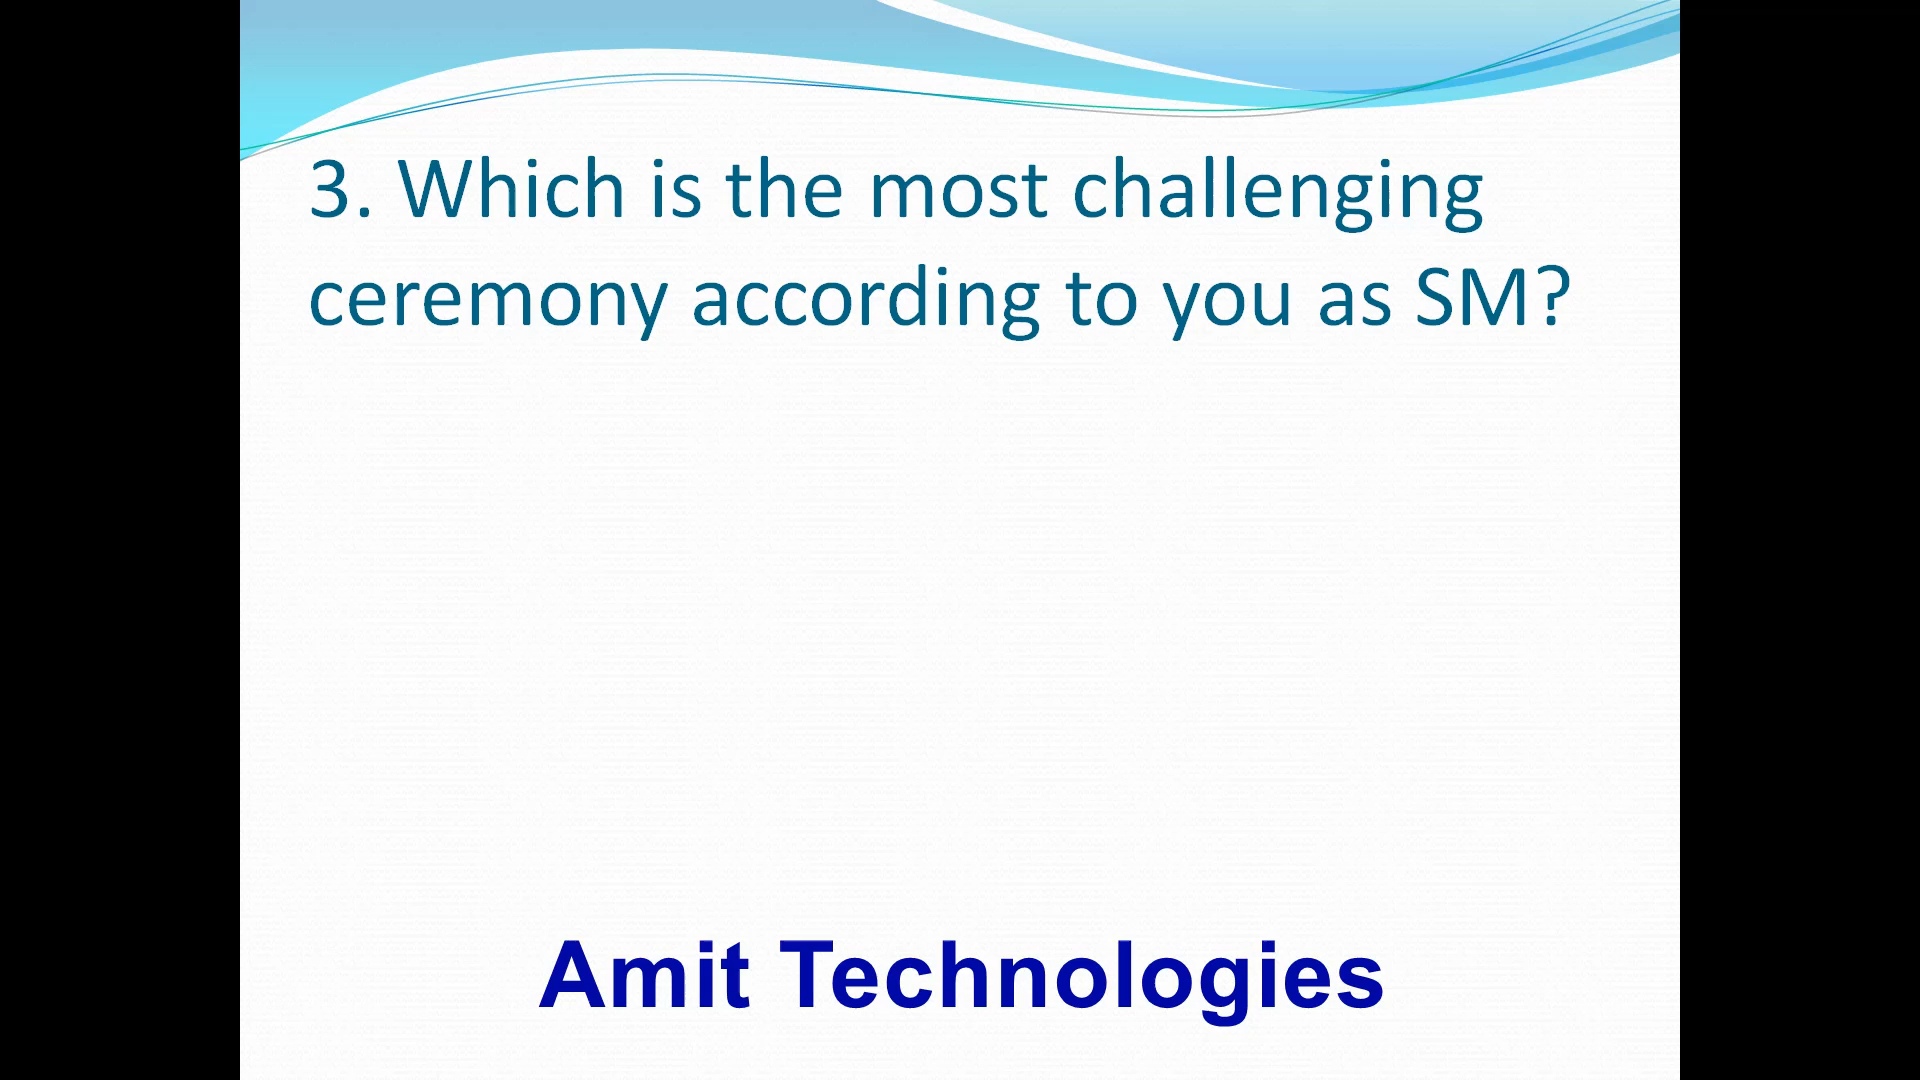 3. Which is the most challenging
ceremony according to you as SM?
Amit Technologies